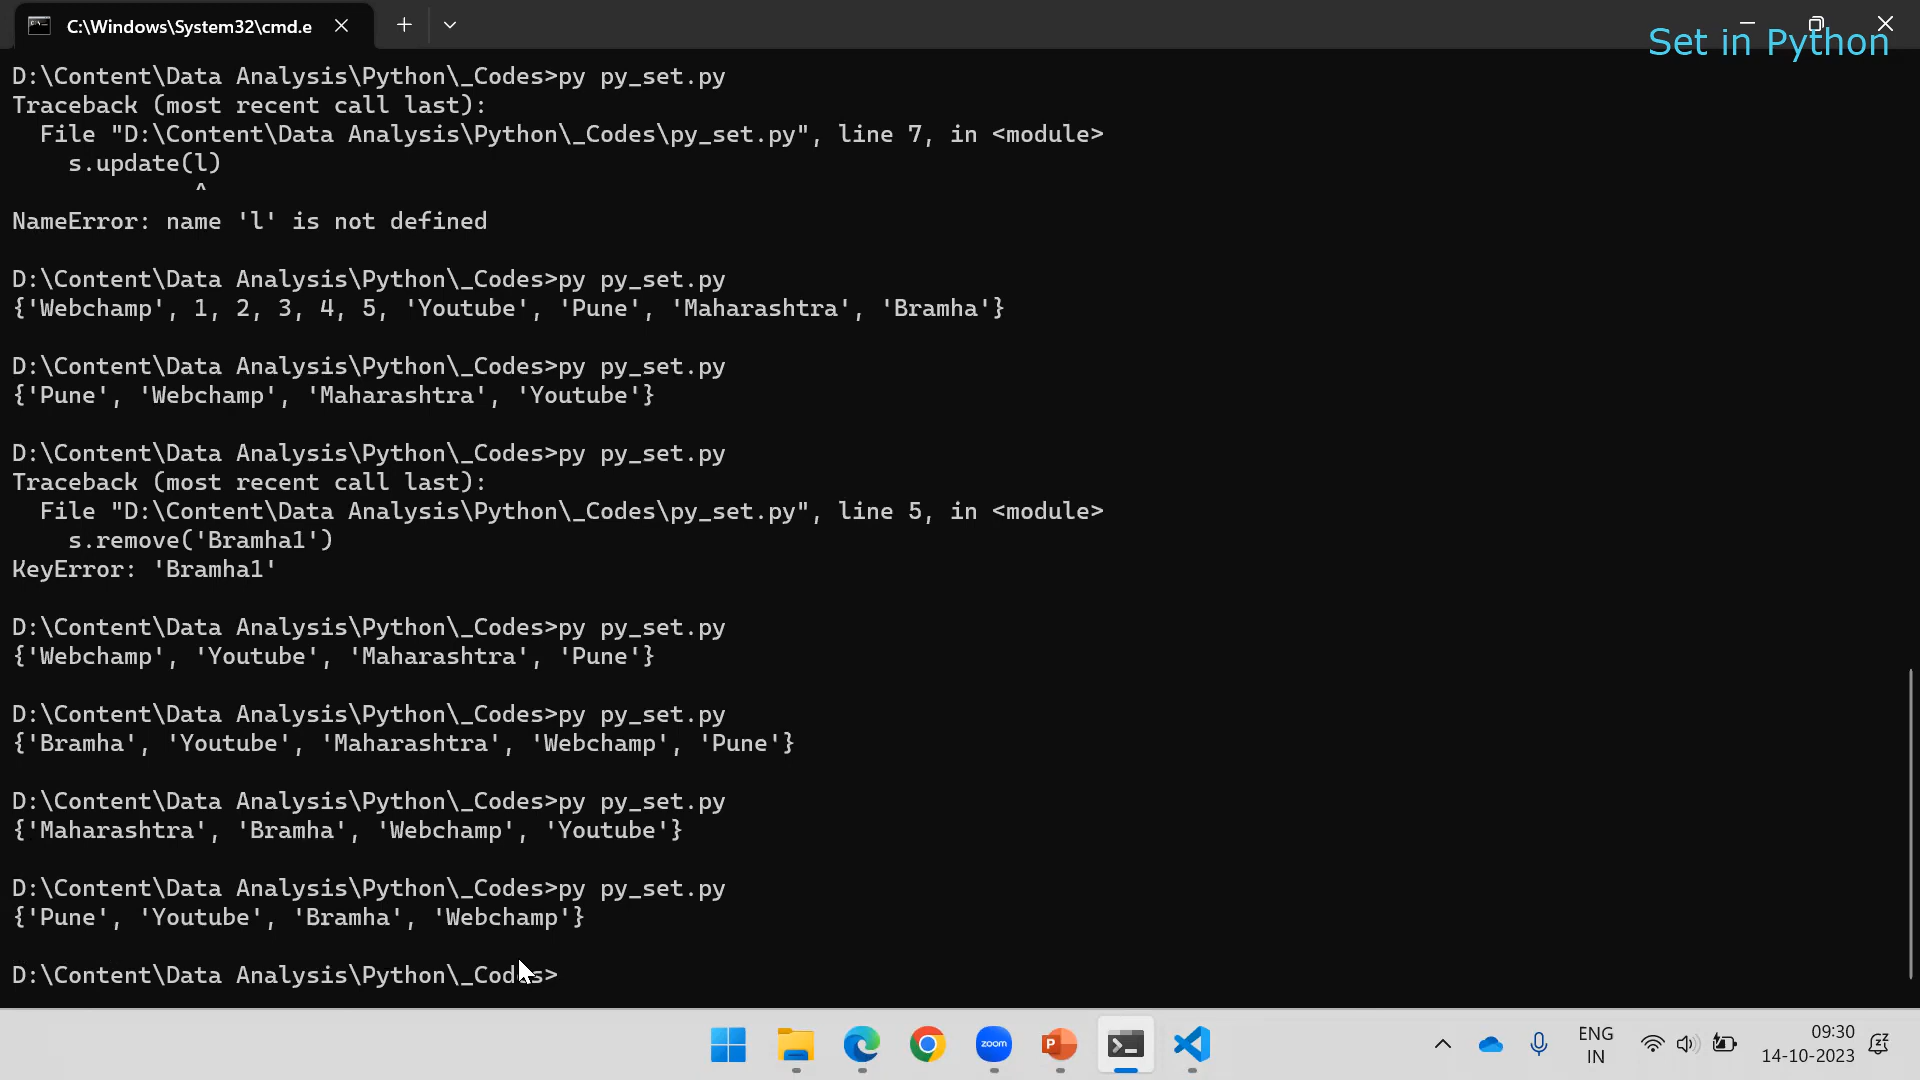 C:\Windows\System32\cmd.e
Set in Python
D:\Content\Data Analysis\Python\_Codes>py py_set.py
Traceback (most recent call last):
  File "D:\Content\Data Analysis\Python\_Codes\py_set.py", line 7, in <module>
    s.update(l)
             ^
NameError: name 'l' is not defined
D:\Content\Data Analysis\Python\_Codes>py py_set.py
{'Webchamp', 1, 2, 3, 4, 5, 'Youtube', 'Pune', 'Maharashtra', 'Bramha'}
D:\Content\Data Analysis\Python\_Codes>py py_set.py
{'Pune', 'Webchamp', 'Maharashtra', 'Youtube'}
D:\Content\Data Analysis\Python\_Codes>py py_set.py
Traceback (most recent call last):
  File "D:\Content\Data Analysis\Python\_Codes\py_set.py", line 5, in <module>
    s.remove('Bramha1')
KeyError: 'Bramha1'
D:\Content\Data Analysis\Python\_Codes>py py_set.py
{'Webchamp', 'Youtube', 'Maharashtra', 'Pune'}
D:\Content\Data Analysis\Python\_Codes>py py_set.py
{'Bramha', 'Youtube', 'Maharashtra', 'Webchamp', 'Pune'}
D:\Content\Data Analysis\Python\_Codes>py py_set.py
{'Maharashtra', 'Bramha', 'Webchamp', 'Youtube'}
D:\Content\Data Analysis\Python\_Codes>py py_set.py
{'Pune', 'Youtube', 'Bramha', 'Webchamp'}
D:\Content\Data Analysis\Python\_Codes>
zoom
P
ENG
IN
09:30
14-10-2023